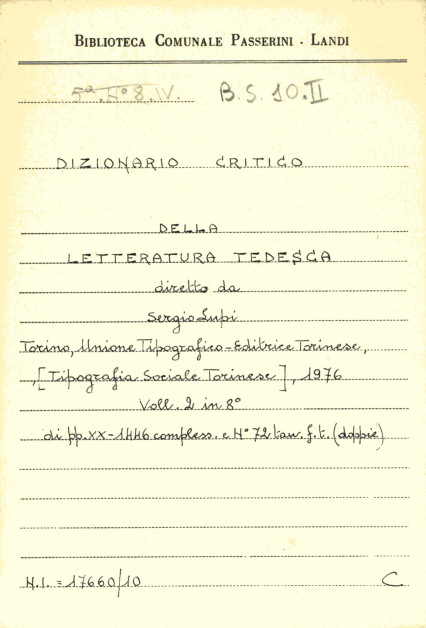 BIBLIOTECA COMUNALE PASSERINI - LANDI
5ª. N° 8. IV. B. S. 10. II
DIZIONARIO CRITICO
DELLA
LETTERATURA TEDESCA
diretto da
Sergio Lupi
Torino, Unione Tipografico-Editrice Torinese,
,[Tipografia Sociale Torinese], 1976
Voll. 2 in 8°
di pp. XX-1446 compless. e N° 72 tav. f. t. (doppie)
N.I. = 17660/10 C